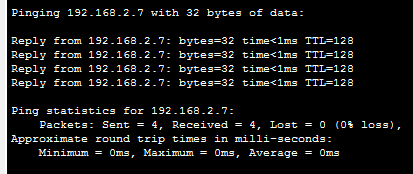 Pinging 192.168.2.7 with 32 bytes of data:
Reply from 192.168.2.7: bytes=32 time<1ms TTL=128
Reply from 192.168.2.7: bytes=32 time<1ms TTL=128
Reply from 192.168.2.7: bytes=32 time<1ms TTL=128
Reply from 192.168.2.7: bytes=32 time<1ms TTL=128
Ping statistics for 192.168.2.7:
Packets: Sent = 4, Received = 4, Lost = 0 (0% loss),
Approximate round trip times in milli-seconds:
Minimum = 0ms, Maximum = 0ms, Average = 0ms